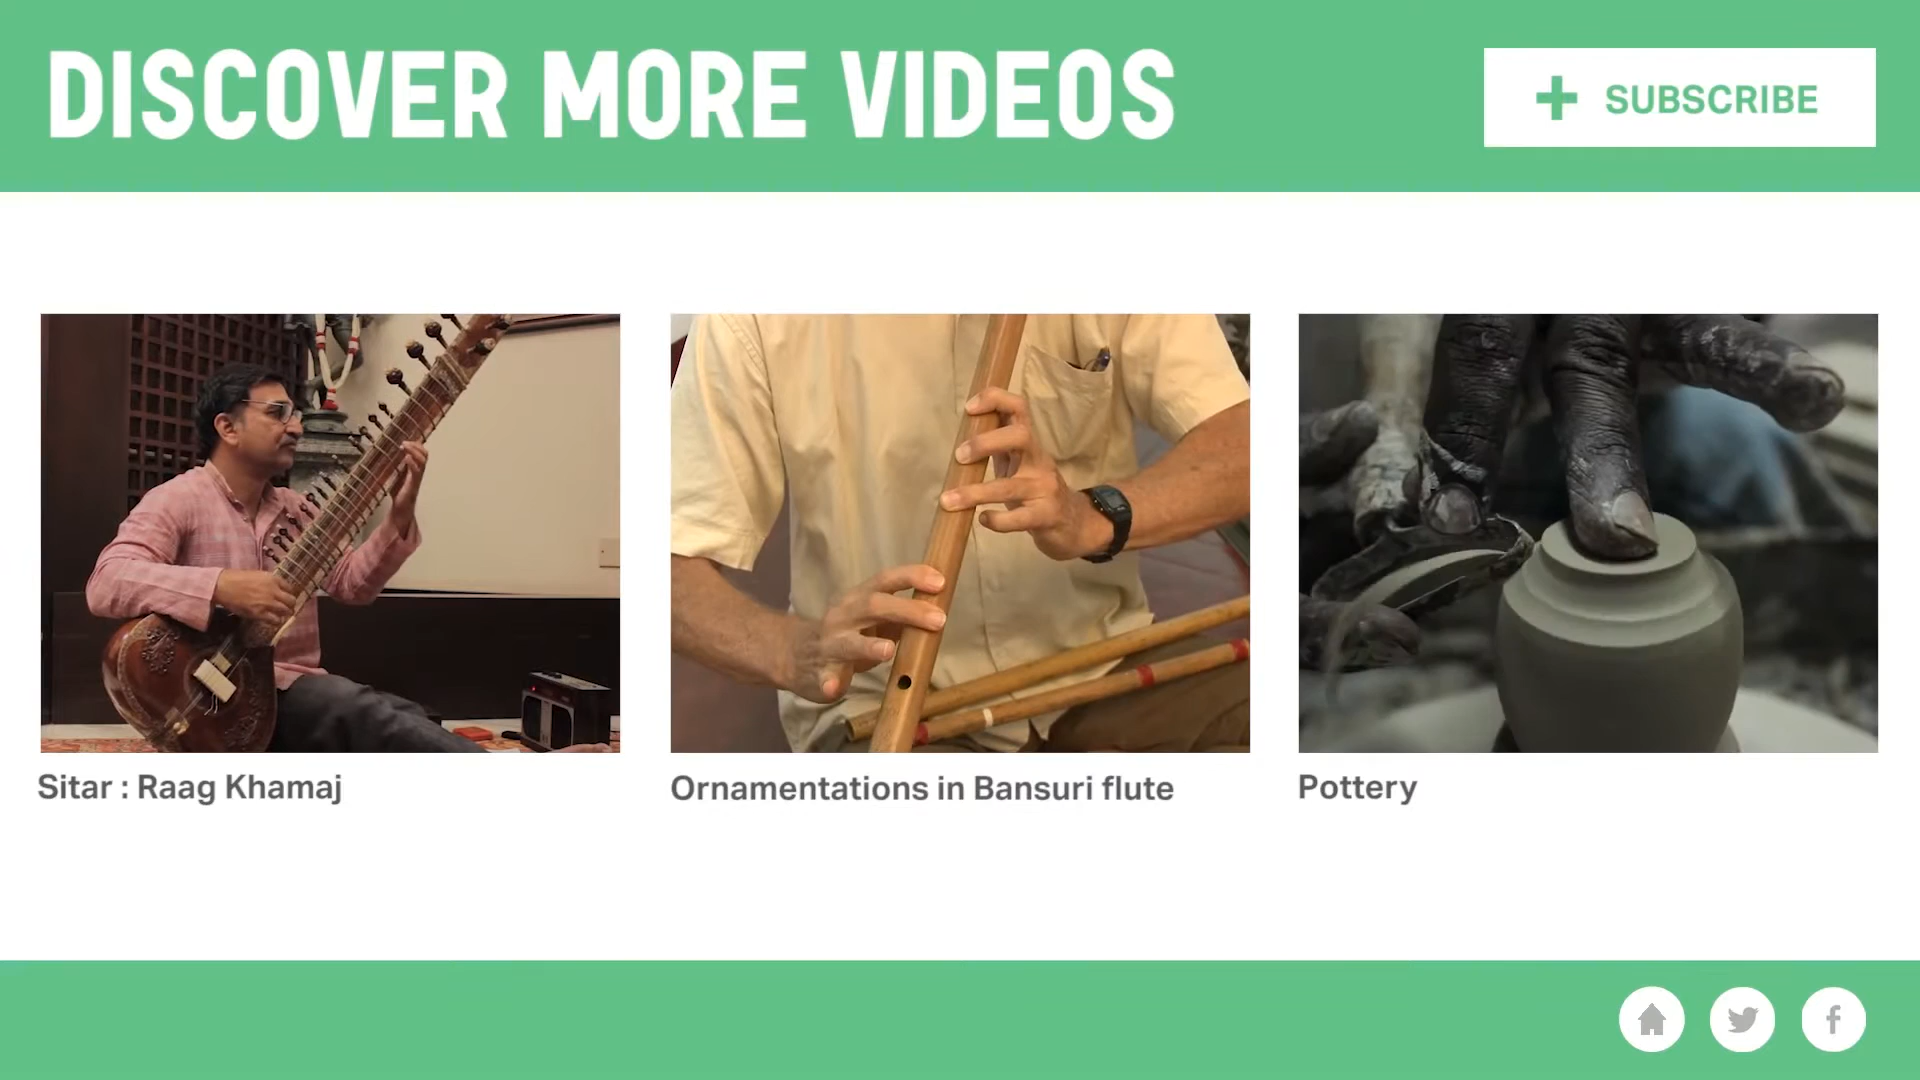 DISCOVER MORE VIDEOS
SUBSCRIBE
Sitar : Raag Khamaj
Ornamentations in Bansuri flute
Pottery